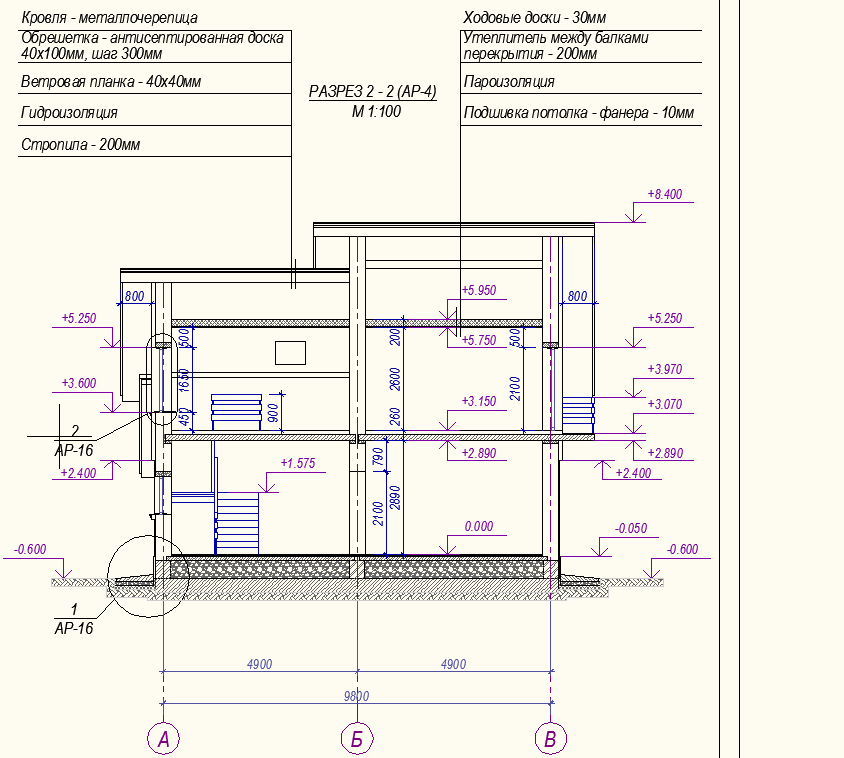 Кровля - металлочерепица
Обрешетка - антисептированная доска
40х100мм, шаг 300мм
Ветровая планка - 40х40мм
Гидроизоляция
Стропила - 200мм
РАЗРЕЗ 2 - 2 (АР-4)
М 1:100
Ходовые доски - 30мм
Утеплитель между балками
перекрытия - 200мм
Пароизоляция
Подшивка потолка - фанера - 10мм
+8.400
800
+5.950
800
+5.250
500
200
+5.750
500
+5.250
1650
2600
2100
+3.970
+3.600
450
900
260
+3.150
+3.070
2
АР-16
790
+2.890
+2.890
+2.400
+1.575
+2.400
2100
2890
0.000
-0.050
-0.600
-0.600
1
АР-16
4900
4900
9800
А
Б
В